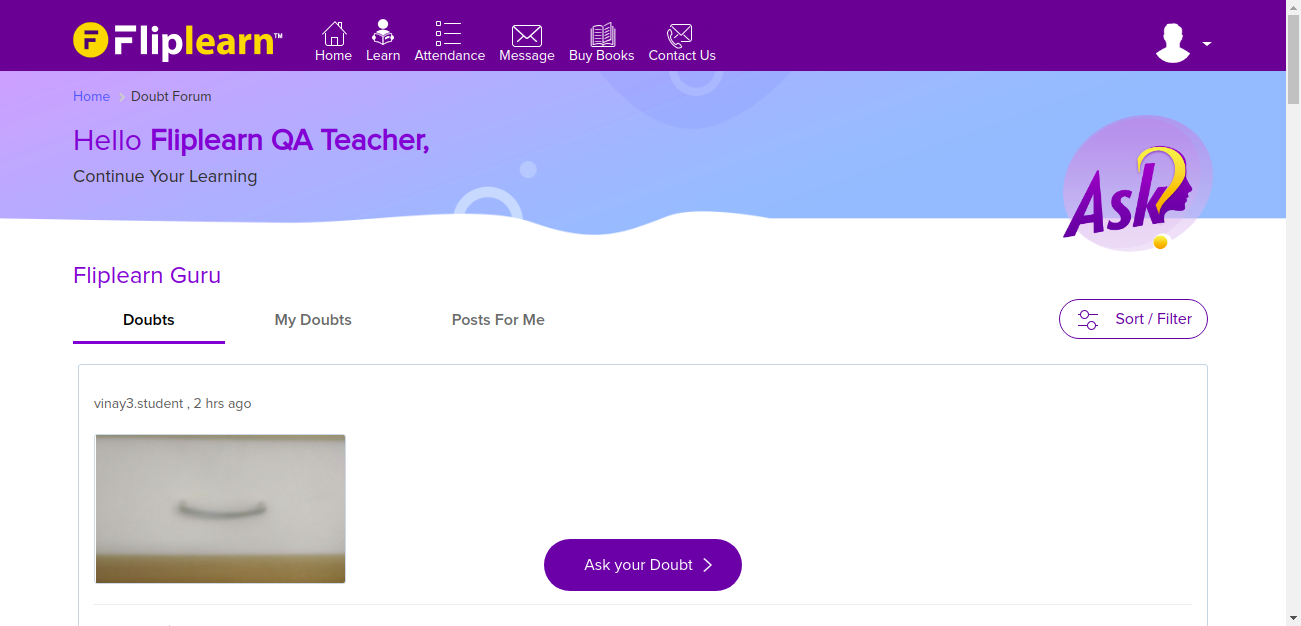 Fliplearn™
Home Learn Attendance Message Buy Books Contact Us
Home > Doubt Forum
Hello Fliplearn QA Teacher,
Continue Your Learning
Ask?
Fliplearn Guru
Doubts My Doubts Posts For Me Sort / Filter
vinay3.student , 2 hrs ago
Ask your Doubt >